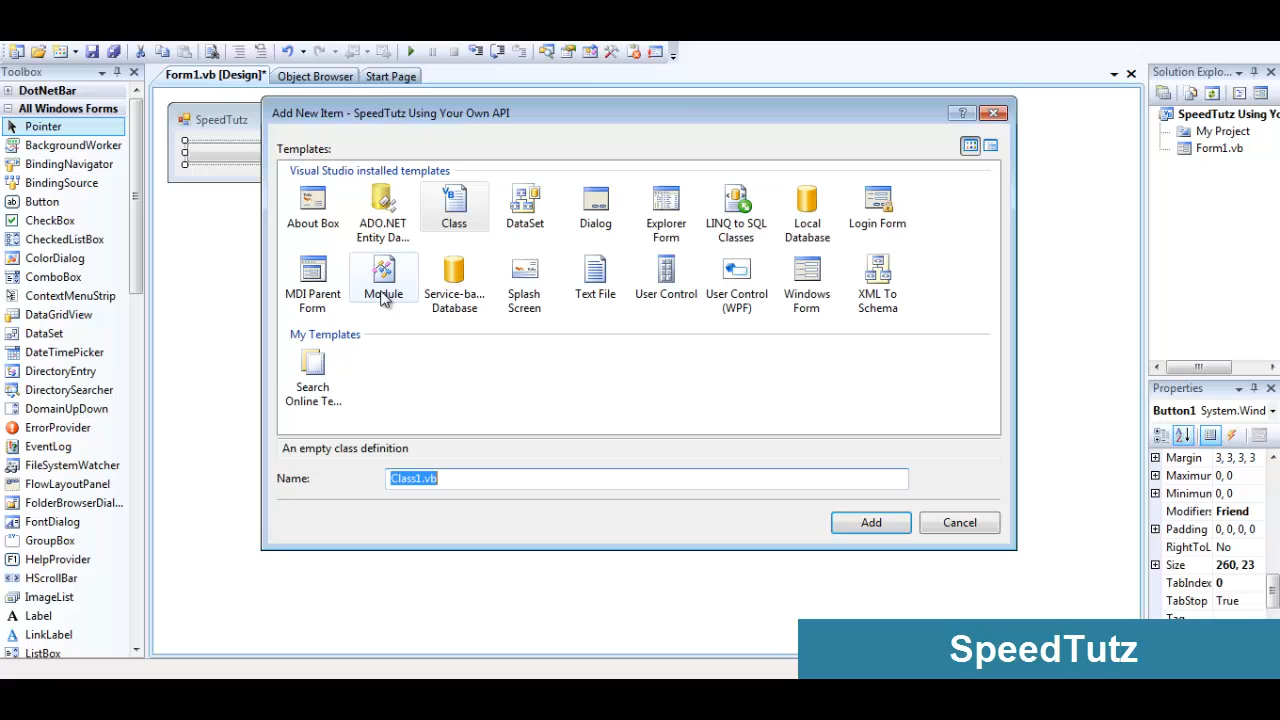 Toolbox
Form1.vb [Design]*
Object Browser
Start Page
Solution Explo...
DotNetBar
All Windows Forms
Pointer
BackgroundWorker
BindingNavigator
BindingSource
Button
CheckBox
CheckedListBox
ColorDialog
ComboBox
ContextMenuStrip
DataGridView
DataSet
DateTimePicker
DirectoryEntry
DirectorySearcher
DomainUpDown
ErrorProvider
EventLog
FileSystemWatcher
FlowLayoutPanel
FolderBrowserDial...
FontDialog
GroupBox
HelpProvider
HScrollBar
ImageList
Label
LinkLabel
ListBox
SpeedTutz
Add New Item - SpeedTutz Using Your Own API
Templates:
Visual Studio installed templates
About Box
ADO.NET Entity Da...
Class
DataSet
Dialog
Explorer Form
LINQ to SQL Classes
Local Database
Login Form
MDI Parent Form
Module
Service-ba... Database
Splash Screen
Text File
User Control
User Control (WPF)
Windows Form
XML To Schema
My Templates
Search Online Te...
An empty class definition
Name:
Class1.vb
Add
Cancel
SpeedTutz Using Yo
My Project
Form1.vb
Properties
Button1 System.Wind
Margin 3, 3, 3, 3
Maximur 0, 0
Minimun 0, 0
Modifiers Friend
Padding 0, 0, 0, 0
RightToL No
Size 260, 23
TabIndex 0
TabStop True
SpeedTutz